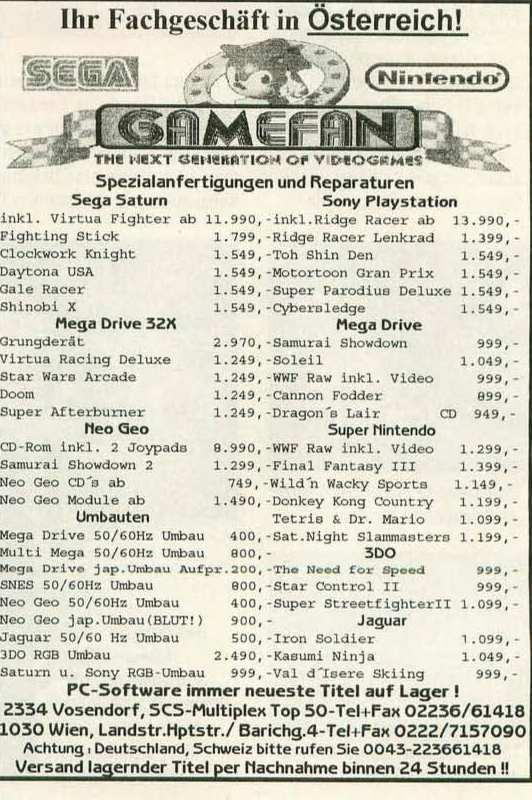 Ihr Fachgeschäft in Österreich!
SEGA
Nintendo
GAMEFAN
THE NEXT GENERATION OF VIDEOGAMES
Spezialanfertigungen und Reparaturen
Sega Saturn
inkl. Virtua Fighter ab 11.990,-
Fighting Stick 1.799,-
Clockwork Knight 1.549,-
Daytona USA 1.549,-
Gale Racer 1.549,-
Shinobi X 1.549,-
Mega Drive 32X
Grungderät 2.970,-
Virtua Racing Deluxe 1.249,-
Star Wars Arcade 1.249,-
Doom 1.249,-
Super Afterburner 1.249,-
Neo Geo
CD-Rom inkl. 2 Joypads 8.990,-
Samurai Showdown 2 1.299,-
Neo Geo CD´s ab 749,-
Neo Geo Module ab 1.490,-
Umbauten
Mega Drive 50/60Hz Umbau 400,-
Multi Mega 50/60Hz Umbau 800,-
Mega Drive jap.Umbau Aufpr.200,-
SNES 50/60Hz Umbau 800,-
Neo Geo 50/60Hz Umbau 400,-
Neo Geo jap.Umbau(BLUT!) 900,-
Jaguar 50/60 Hz Umbau 500,-
3DO RGB Umbau 2.490,-
Saturn u. Sony RGB-Umbau 999,-
Sony Playstation
inkl.Ridge Racer ab 13.990,-
Ridge Racer Lenkrad 1.399,-
Toh Shin Den 1.549,-
Motortoon Gran Prix 1.549,-
Super Parodius Deluxe 1.549,-
Cybersledge 1.549,-
Mega Drive
Samurai Showdown 999,-
Soleil 1.049,-
WWF Raw inkl. Video 999,-
Cannon Fodder 899,-
Dragon´s Lair CD 949,-
Super Nintendo
WWF Raw inkl. Video 1.299,-
Final Fantasy III 1.399,-
Wild´n Wacky Sports 1.149,-
Donkey Kong Country 1.199,-
Tetris & Dr. Mario 1.099,-
Sat.Night Slammasters 1.199,-
3DO
The Need for Speed 999,-
Star Control II 999,-
Super StreetfighterII 1.099,-
Jaguar
Iron Soldier 1.099,-
Kasumi Ninja 1.049,-
Val d´Isere Skiing 999,-
PC-Software immer neueste Titel auf Lager !
2334 Vosendorf, SCS-Multiplex Top 50-Tel+Fax 02236/61418
1030 Wien, Landstr.Hptstr./ Barichg.4-Tel+Fax 0222/7157090
Achtung : Deutschland, Schweiz bitte rufen Sie 0043-223661418
Versand lagernder Titel per Nachnahme binnen 24 Stunden !!